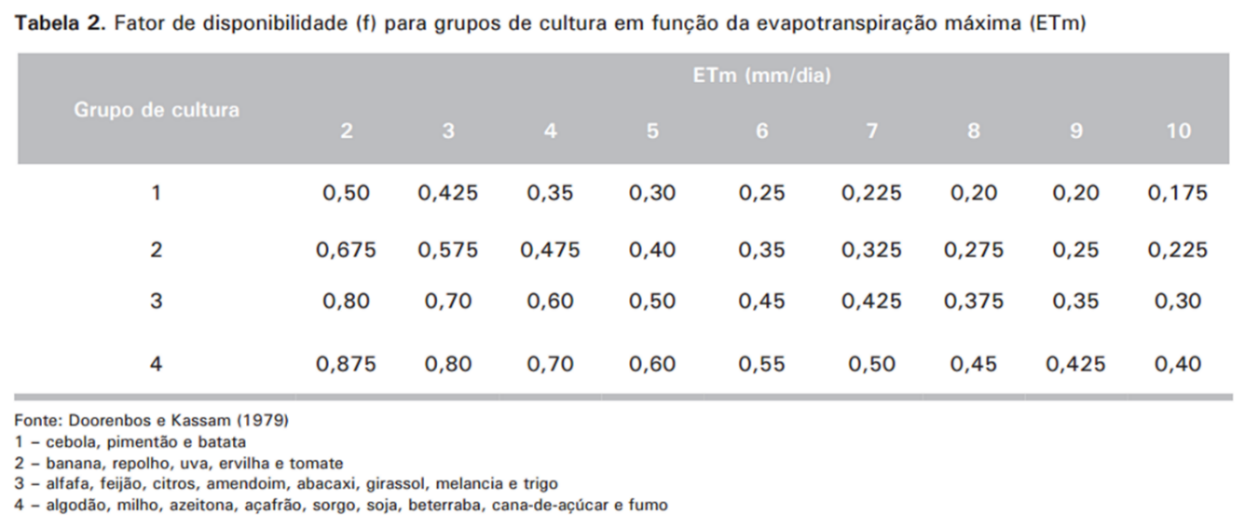 Tabela 2. Fator de disponibilidade (f) para grupos de cultura em função da evapotranspiração máxima (ETm)
ETm (mm/dia)
Grupo de cultura
2 3 4 5 6 7 8 9 10
1 0,50 0,425 0,35 0,30 0,25 0,225 0,20 0,20 0,175
2 0,675 0,575 0,475 0,40 0,35 0,325 0,275 0,25 0,225
3 0,80 0,70 0,60 0,50 0,45 0,425 0,375 0,35 0,30
4 0,875 0,80 0,70 0,60 0,55 0,50 0,45 0,425 0,40
Fonte: Doorenbos e Kassam (1979)
1 – cebola, pimentão e batata
2 – banana, repolho, uva, ervilha e tomate
3 – alfafa, feijão, citros, amendoim, abacaxi, girassol, melancia e trigo
4 – algodão, milho, azeitona, açafrão, sorgo, soja, beterraba, cana-de-açúcar e fumo